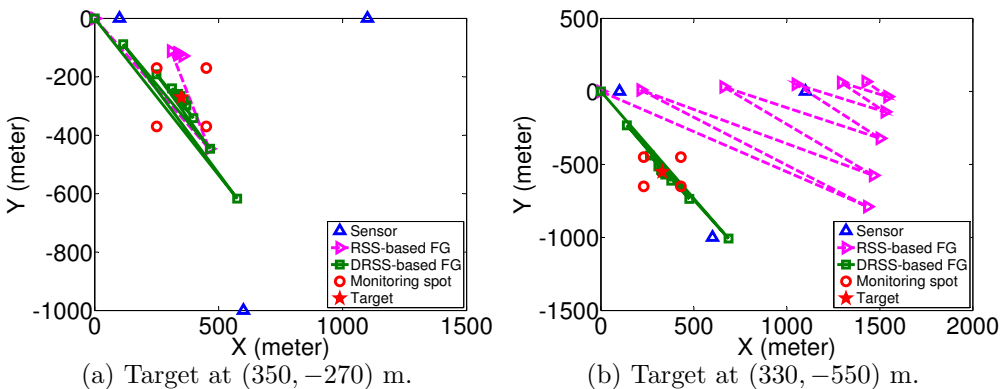 0
-200
-400
-600
-800
-1000
0
500
1000
1500
Y (meter)
X (meter)
Sensor
RSS-based FG
DRSS-based FG
Monitoring spot
Target
(a) Target at (350, −270) m.
500
0
-500
-1000
-1500
0
500
1000
1500
2000
Y (meter)
X (meter)
Sensor
RSS-based FG
DRSS-based FG
Monitoring spot
Target
(b) Target at (330, −550) m.